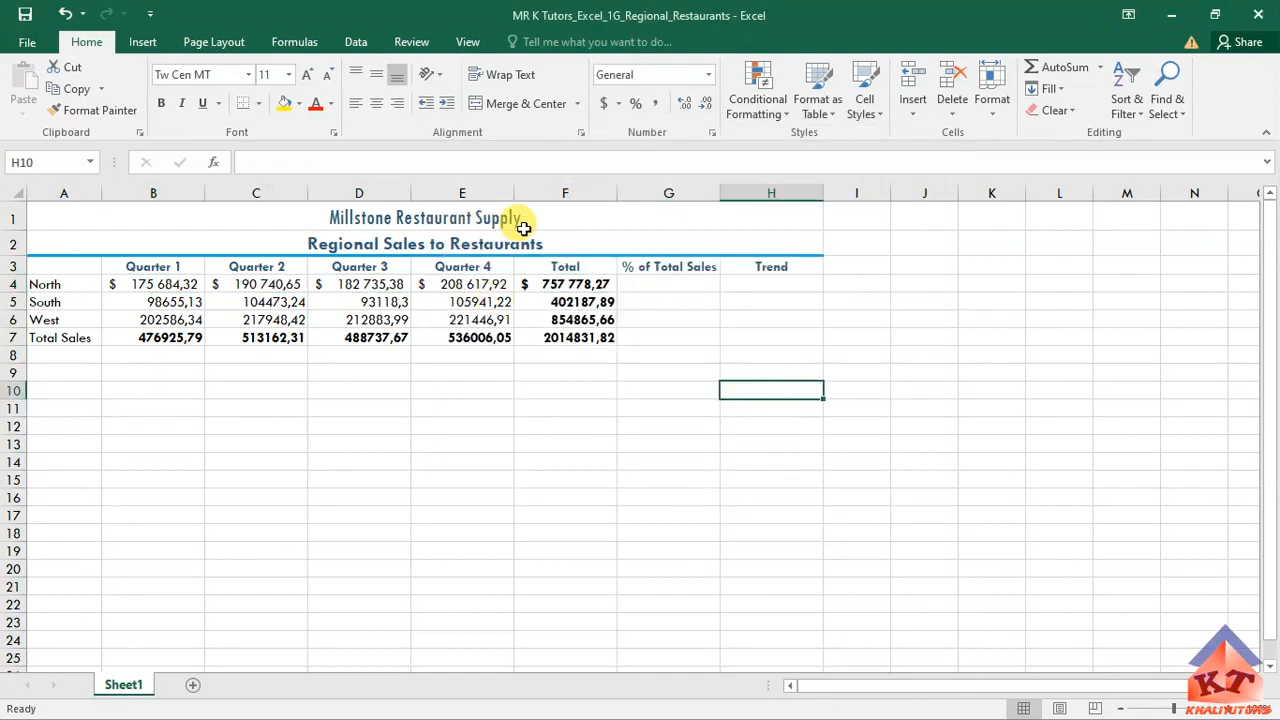 MR K Tutors_Excel_1G_Regional_Restaurants - Excel
File Home Insert Page Layout Formulas Data Review View Tell me what you want to do... Share
Paste Cut Copy Format Painter Clipboard
Tw Cen MT 11 A A B I U A Font
Wrap Text Merge & Center Alignment
General $ % , Number
Conditional Formatting Format as Table Cell Styles Styles
Insert Delete Format Cells
AutoSum Fill Clear Sort & Filter Find & Select Editing
H10 fx
A B C D E F G H I J K L M N
1 Millstone Restaurant Supply
2 Regional Sales to Restaurants
3 Quarter 1 Quarter 2 Quarter 3 Quarter 4 Total % of Total Sales Trend
4 North $ 175 684,32 $ 190 740,65 $ 182 735,38 $ 208 617,92 $ 757 778,27
5 South 98655,13 104473,24 93118,3 105941,22 402187,89
6 West 202586,34 217948,42 212883,99 221446,91 854865,66
7 Total Sales 476925,79 513162,31 488737,67 536006,05 2014831,82
8
9
10
11
12
13
14
15
16
17
18
19
20
21
22
23
24
25
Sheet1
Ready
KT
KHALITUTORS